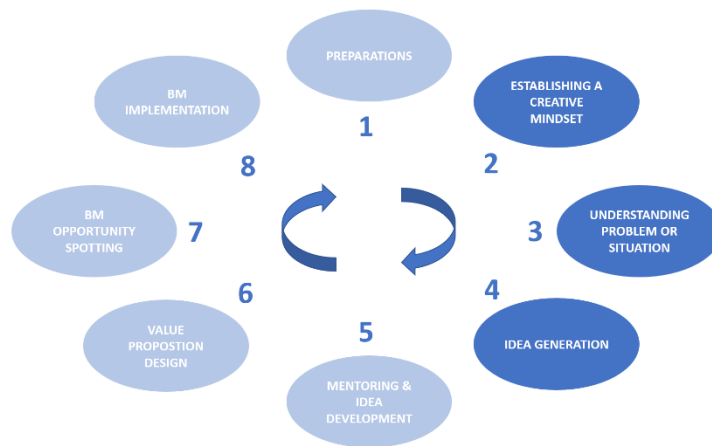 PREPARATIONS
1
ESTABLISHING A
CREATIVE
MINDSET
2
UNDERSTANDING
PROBLEM OR
SITUATION
3
IDEA GENERATION
4
MENTORING &
IDEA
DEVELOPMENT
5
VALUE
PROPOSTION
DESIGN
6
BM
OPPORTUNITY
SPOTTING
7
BM
IMPLEMENTATION
8